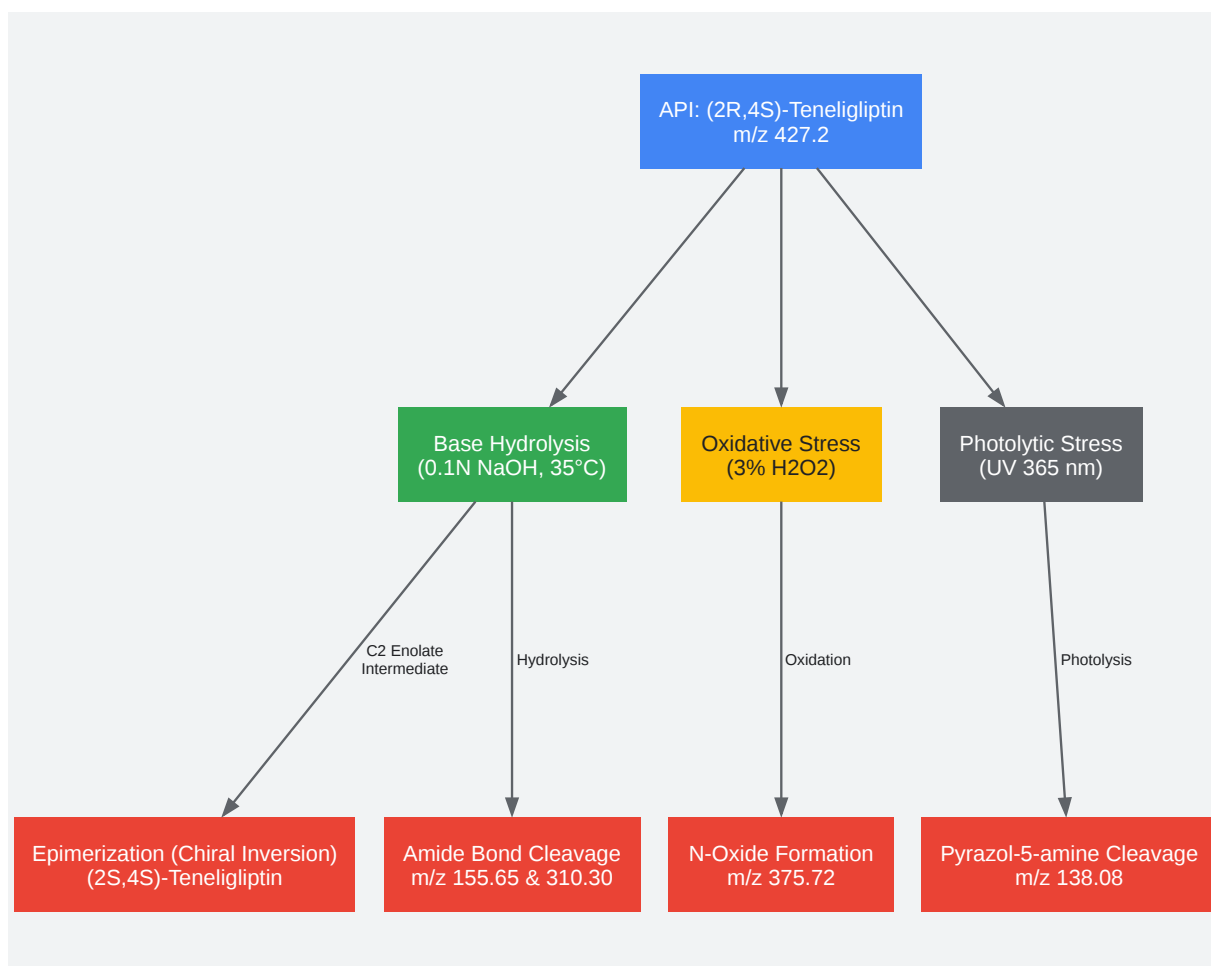 API: (2R,4S)-Teneligliptin
m/z 427.2
Base Hydrolysis
(0.1N NaOH, 35°C)
Oxidative Stress
(3% H2O2)
Photolytic Stress
(UV 365 nm)
C2 Enolate
Intermediate
Hydrolysis
Oxidation
Photolysis
Epimerization (Chiral Inversion)
(2S,4S)-Teneligliptin
Amide Bond Cleavage
m/z 155.65 & 310.30
N-Oxide Formation
m/z 375.72
Pyrazol-5-amine Cleavage
m/z 138.08